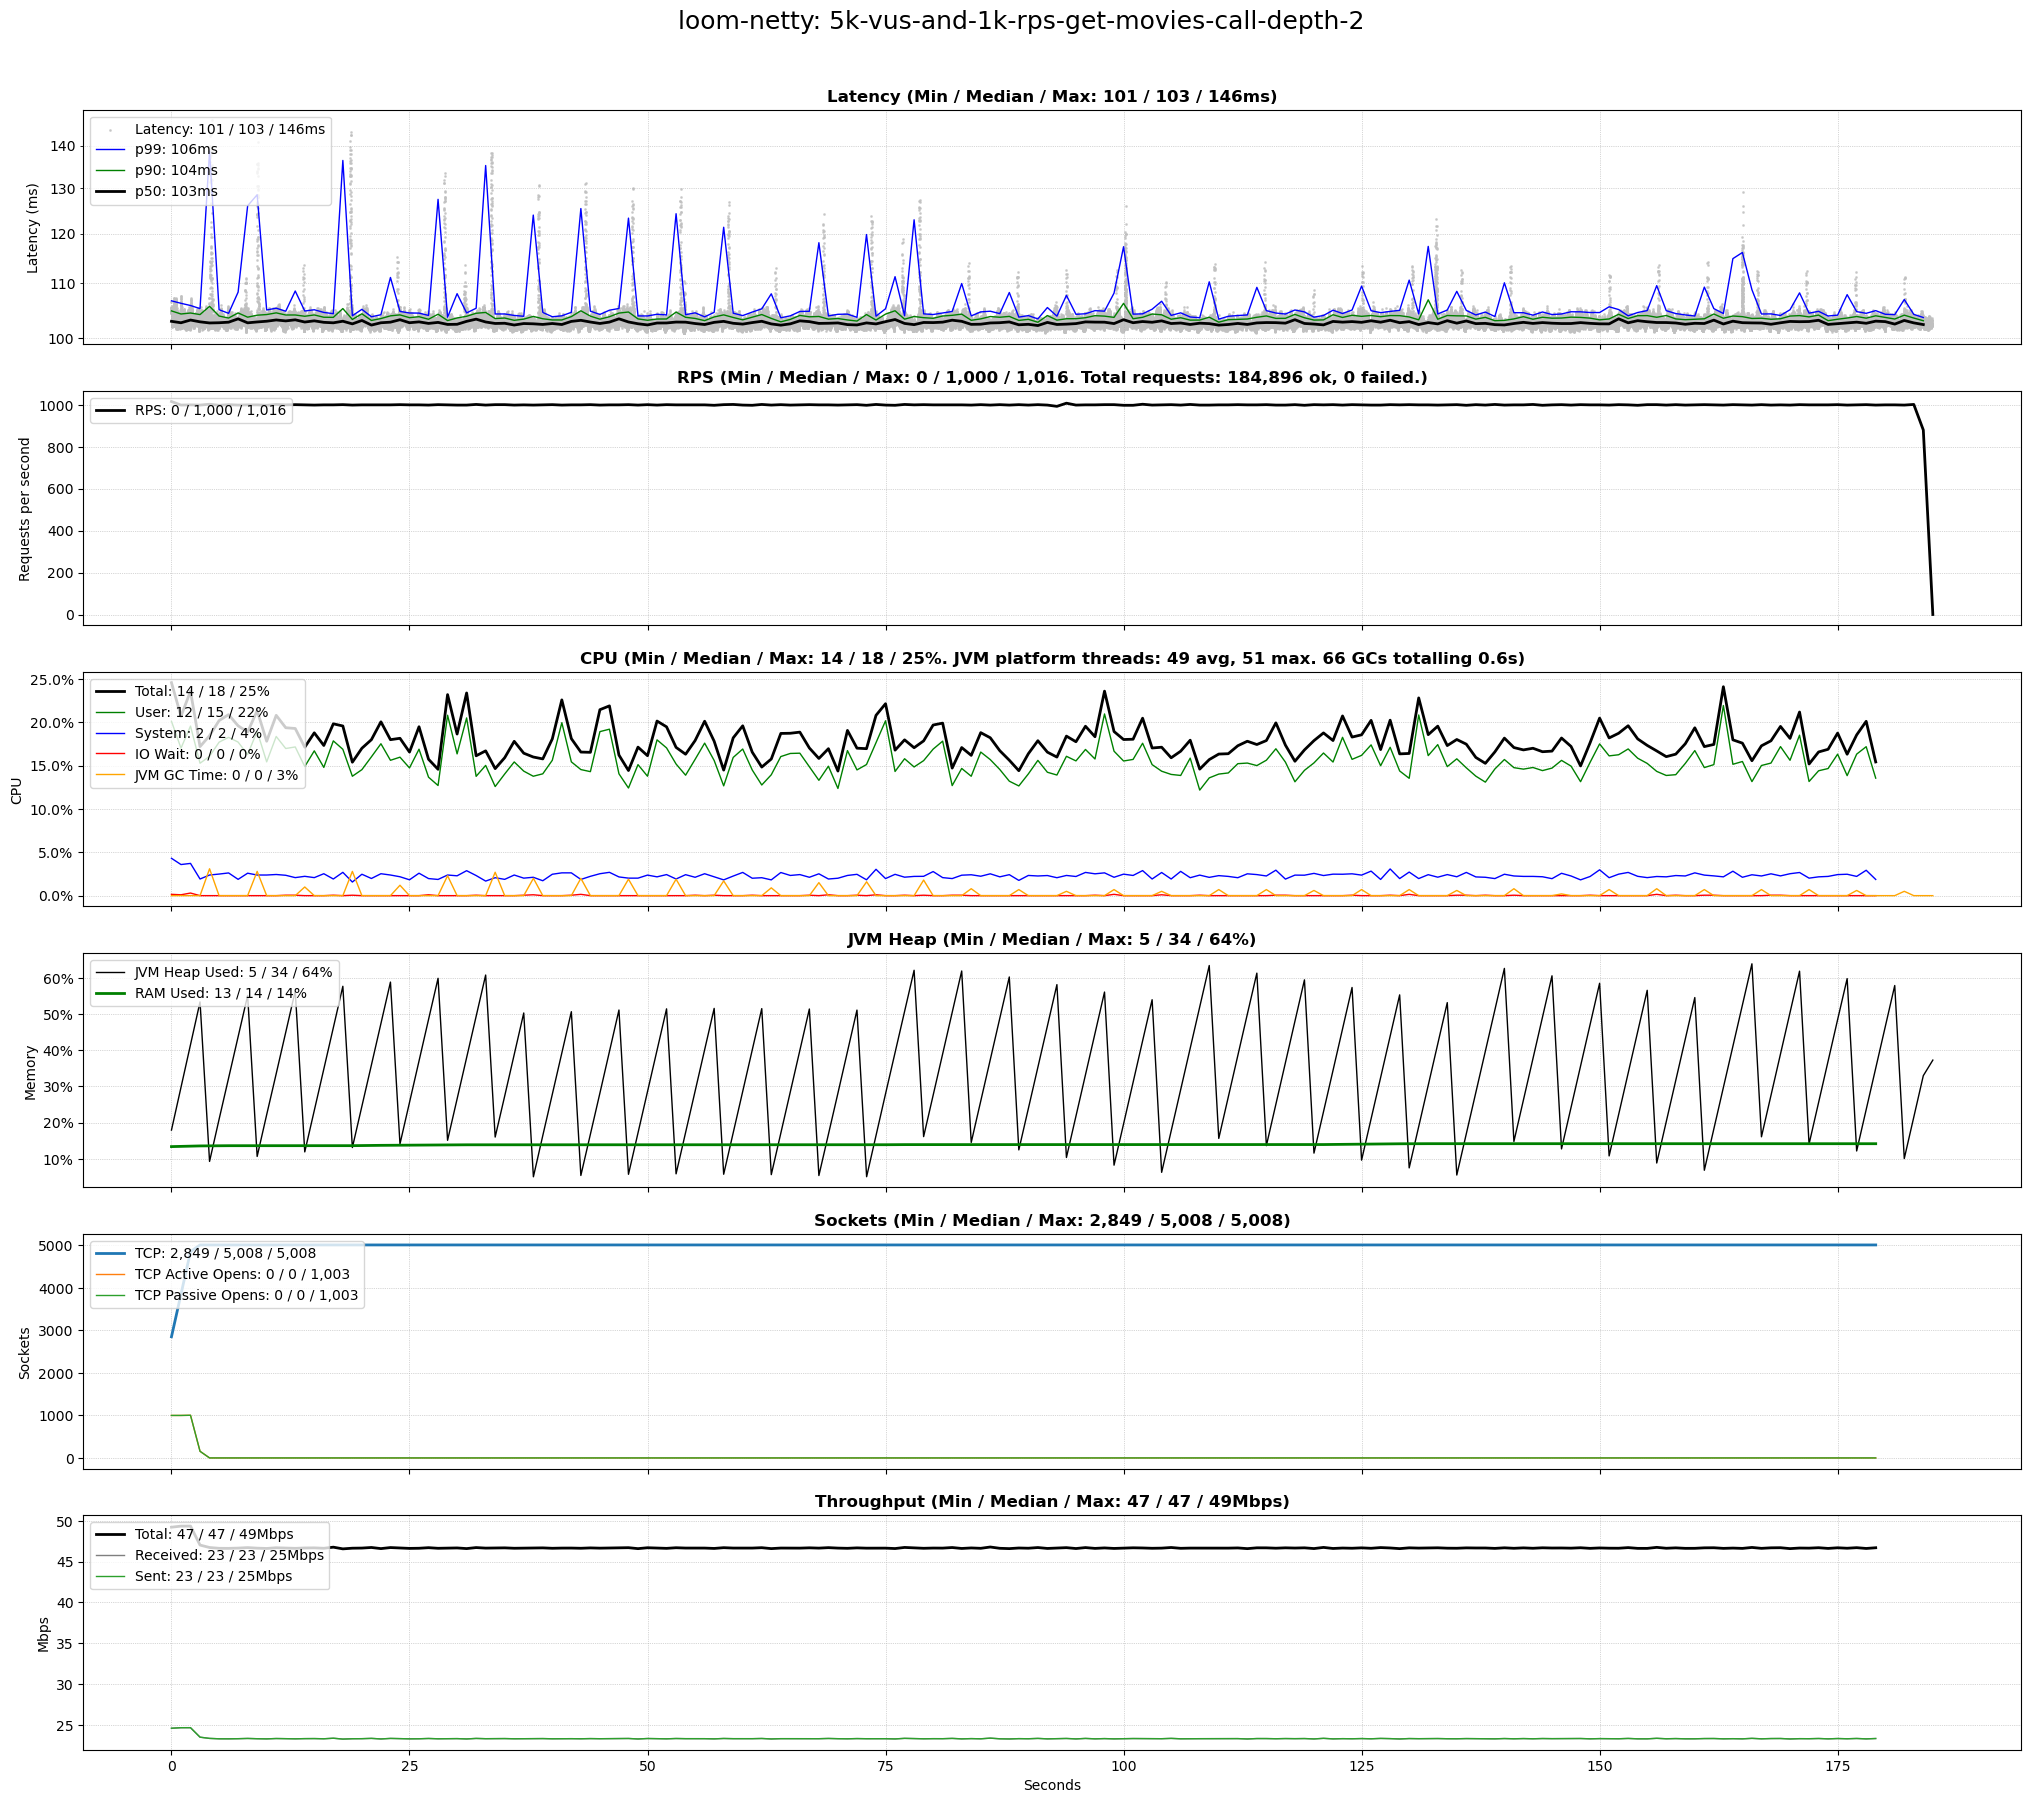 loom-netty: 5k-vus-and-1k-rps-get-movies-call-depth-2
Latency (Min / Median / Max: 101 / 103 / 146ms)
Latency (ms)
140
130
120
110
100
Latency: 101 / 103 / 146ms
p99: 106ms
p90: 104ms
p50: 103ms
RPS (Min / Median / Max: 0 / 1,000 / 1,016. Total requests: 184,896 ok, 0 failed.)
Requests per second
1000
800
600
400
200
0
RPS: 0 / 1,000 / 1,016
CPU (Min / Median / Max: 14 / 18 / 25%. JVM platform threads: 49 avg, 51 max. 66 GCs totalling 0.6s)
CPU
25.0%
20.0%
15.0%
10.0%
5.0%
0.0%
Total: 14 / 18 / 25%
User: 12 / 15 / 22%
System: 2 / 2 / 4%
IO Wait: 0 / 0 / 0%
JVM GC Time: 0 / 0 / 3%
JVM Heap (Min / Median / Max: 5 / 34 / 64%)
Memory
60%
50%
40%
30%
20%
10%
JVM Heap Used: 5 / 34 / 64%
RAM Used: 13 / 14 / 14%
Sockets (Min / Median / Max: 2,849 / 5,008 / 5,008)
Sockets
5000
4000
3000
2000
1000
0
TCP: 2,849 / 5,008 / 5,008
TCP Active Opens: 0 / 0 / 1,003
TCP Passive Opens: 0 / 0 / 1,003
Throughput (Min / Median / Max: 47 / 47 / 49Mbps)
Mbps
50
45
40
35
30
25
Total: 47 / 47 / 49Mbps
Received: 23 / 23 / 25Mbps
Sent: 23 / 23 / 25Mbps
0 25 50 75 100 125 150 175
Seconds